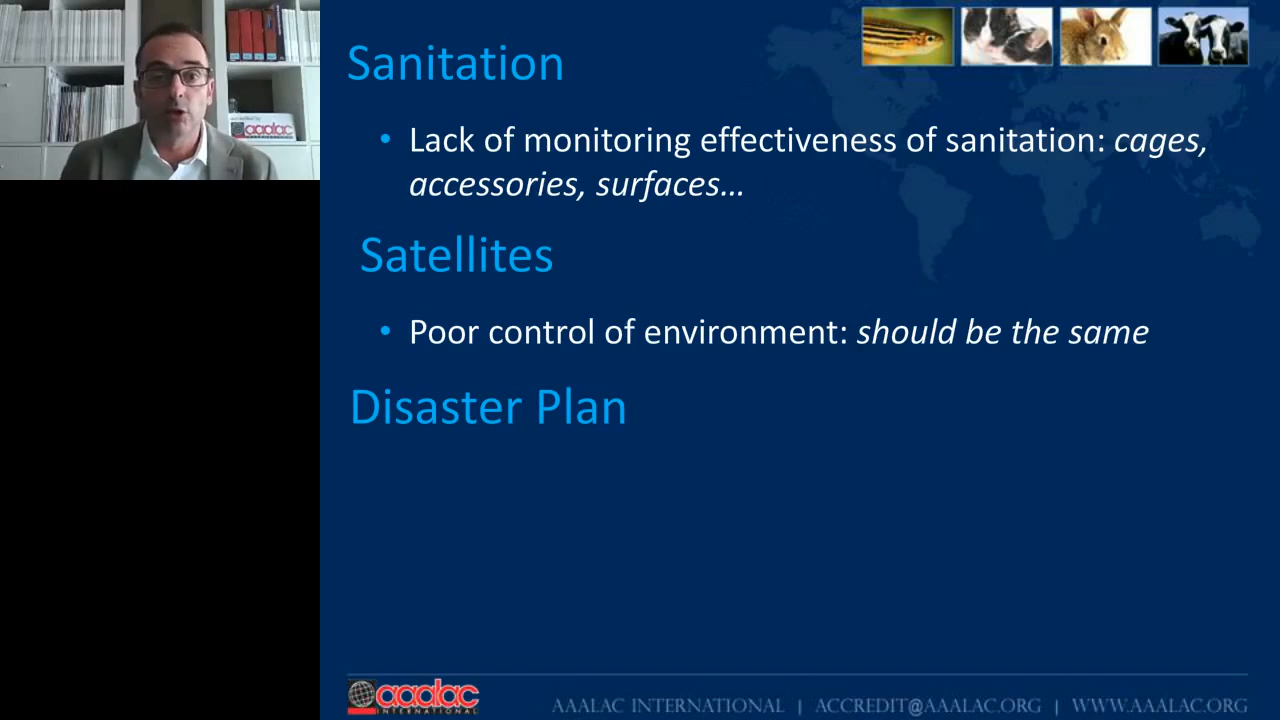 Sanitation
• Lack of monitoring effectiveness of sanitation: cages,
accessories, surfaces…
Satellites
• Poor control of environment: should be the same
Disaster Plan
aaalac
aaalac
INTERNATIONAL
AAALAC INTERNATIONAL | ACCREDIT@AAALAC.ORG | WWW.AAALAC.ORG